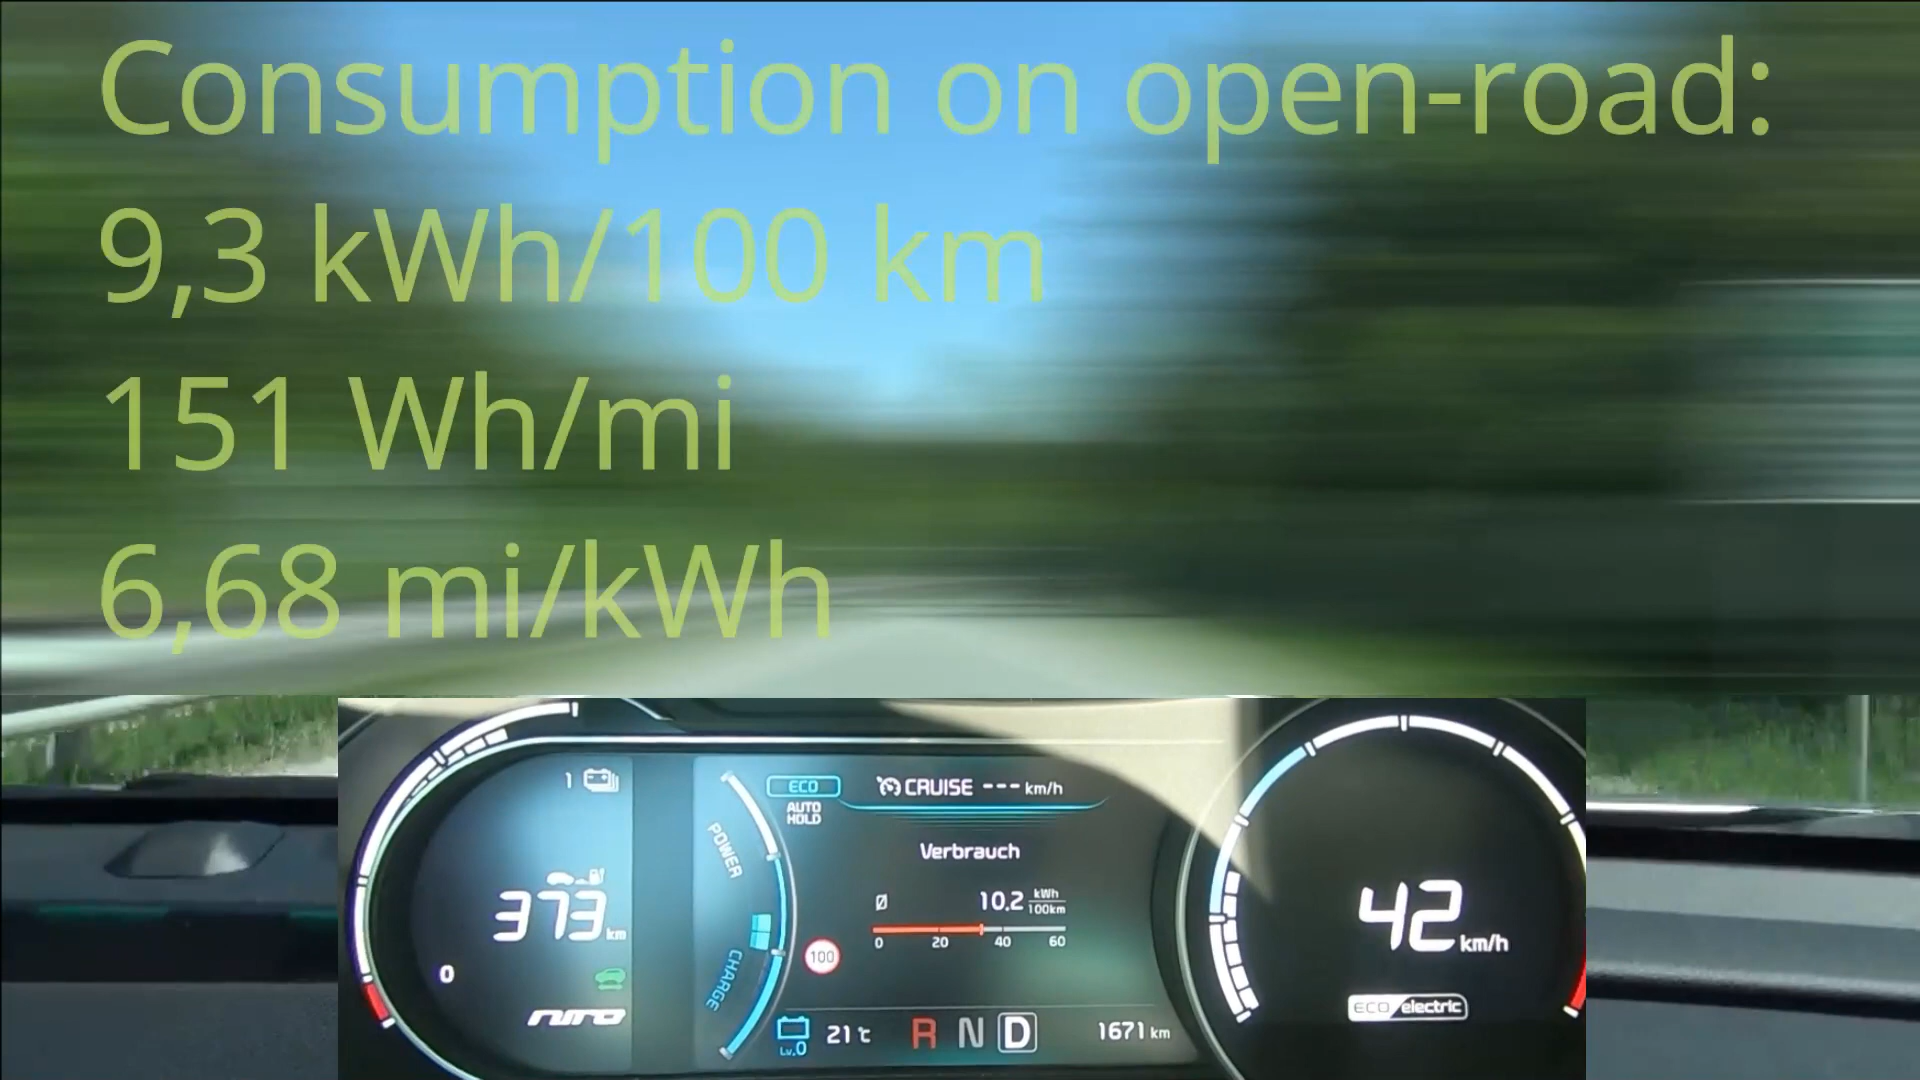 Consumption on open-road:
9,3 kWh/100 km
151 Wh/mi
6,68 mi/kWh
1
ECO
AUTO
HOLD
CRUISE --- km/h
POWER
Verbrauch
Ø 10,2 kWh/100km
0 20 40 60
373 km
100
42 km/h
0
CHARGE
NIRO
ECO electric
Lv.0
21 °C
R N D
1671 km